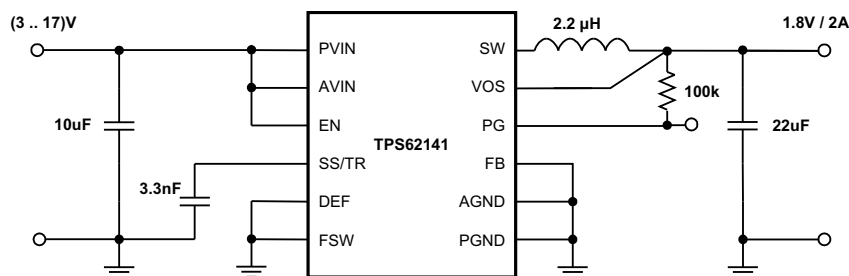 (3 .. 17)V
2.2 µH
1.8V / 2A
PVIN
SW
AVIN
VOS
100k
10uF
EN
PG
22uF
TPS62141
SS/TR
FB
3.3nF
DEF
AGND
FSW
PGND